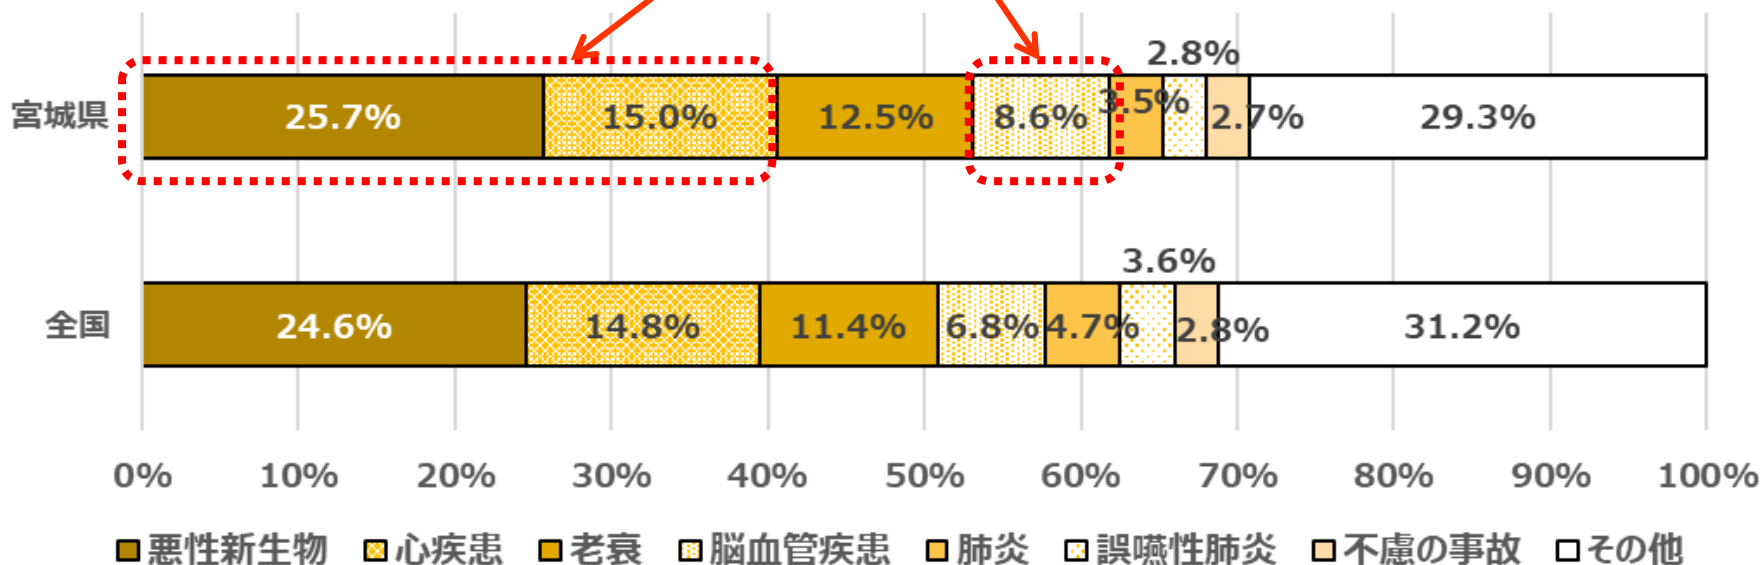 2.8%
宮城県 25.7% 15.0% 12.5% 8.6% 3.5% 2.7% 29.3%
3.6%
全国 24.6% 14.8% 11.4% 6.8% 4.7% 2.8% 31.2%
0% 10% 20% 30% 40% 50% 60% 70% 80% 90% 100%
悪性新生物 心疾患 老衰 脳血管疾患 肺炎 誤嚥性肺炎 不慮の事故 その他